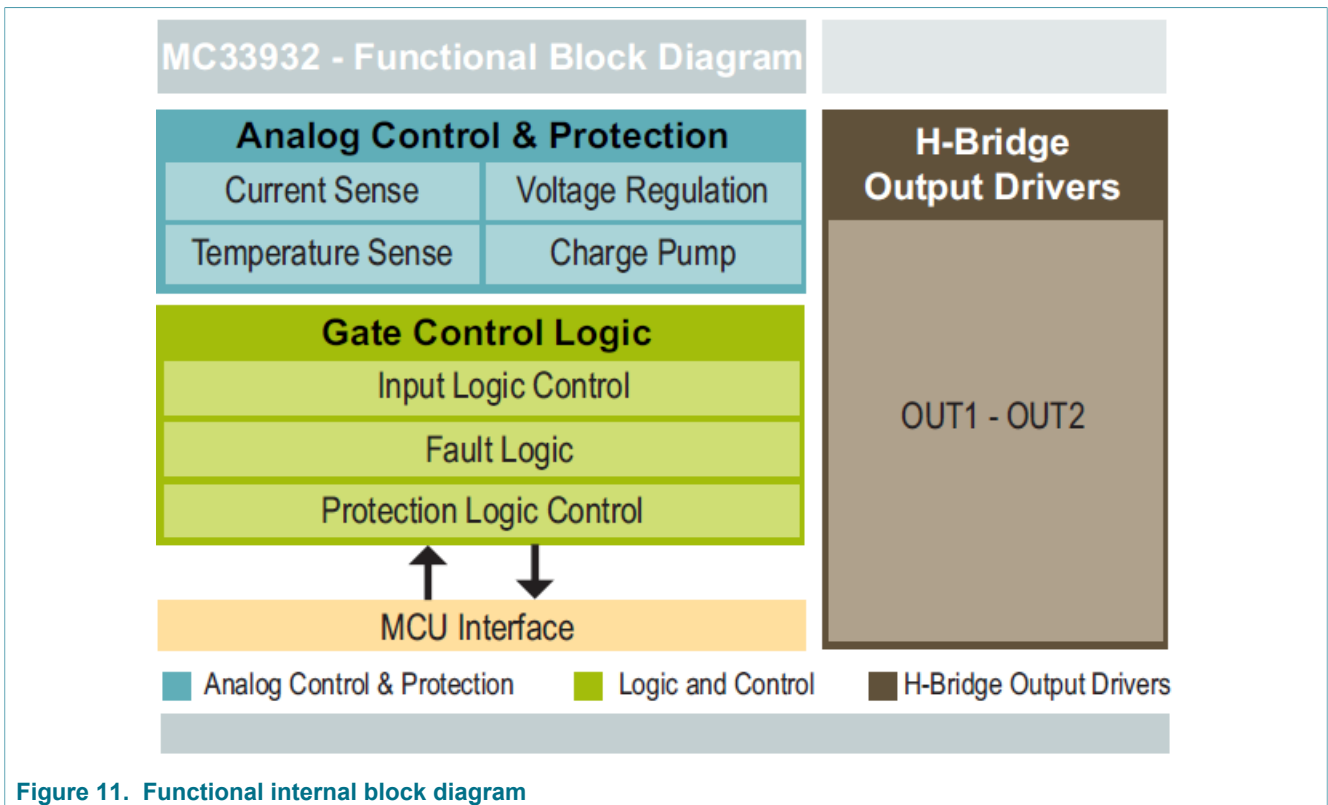 MC33932 - Functional Block Diagram
Analog Control & Protection
Current Sense
Voltage Regulation
Temperature Sense
Charge Pump
Gate Control Logic
Input Logic Control
Fault Logic
Protection Logic Control
MCU Interface
H-Bridge
Output Drivers
OUT1 - OUT2
Analog Control & Protection
Logic and Control
H-Bridge Output Drivers
Figure 11. Functional internal block diagram